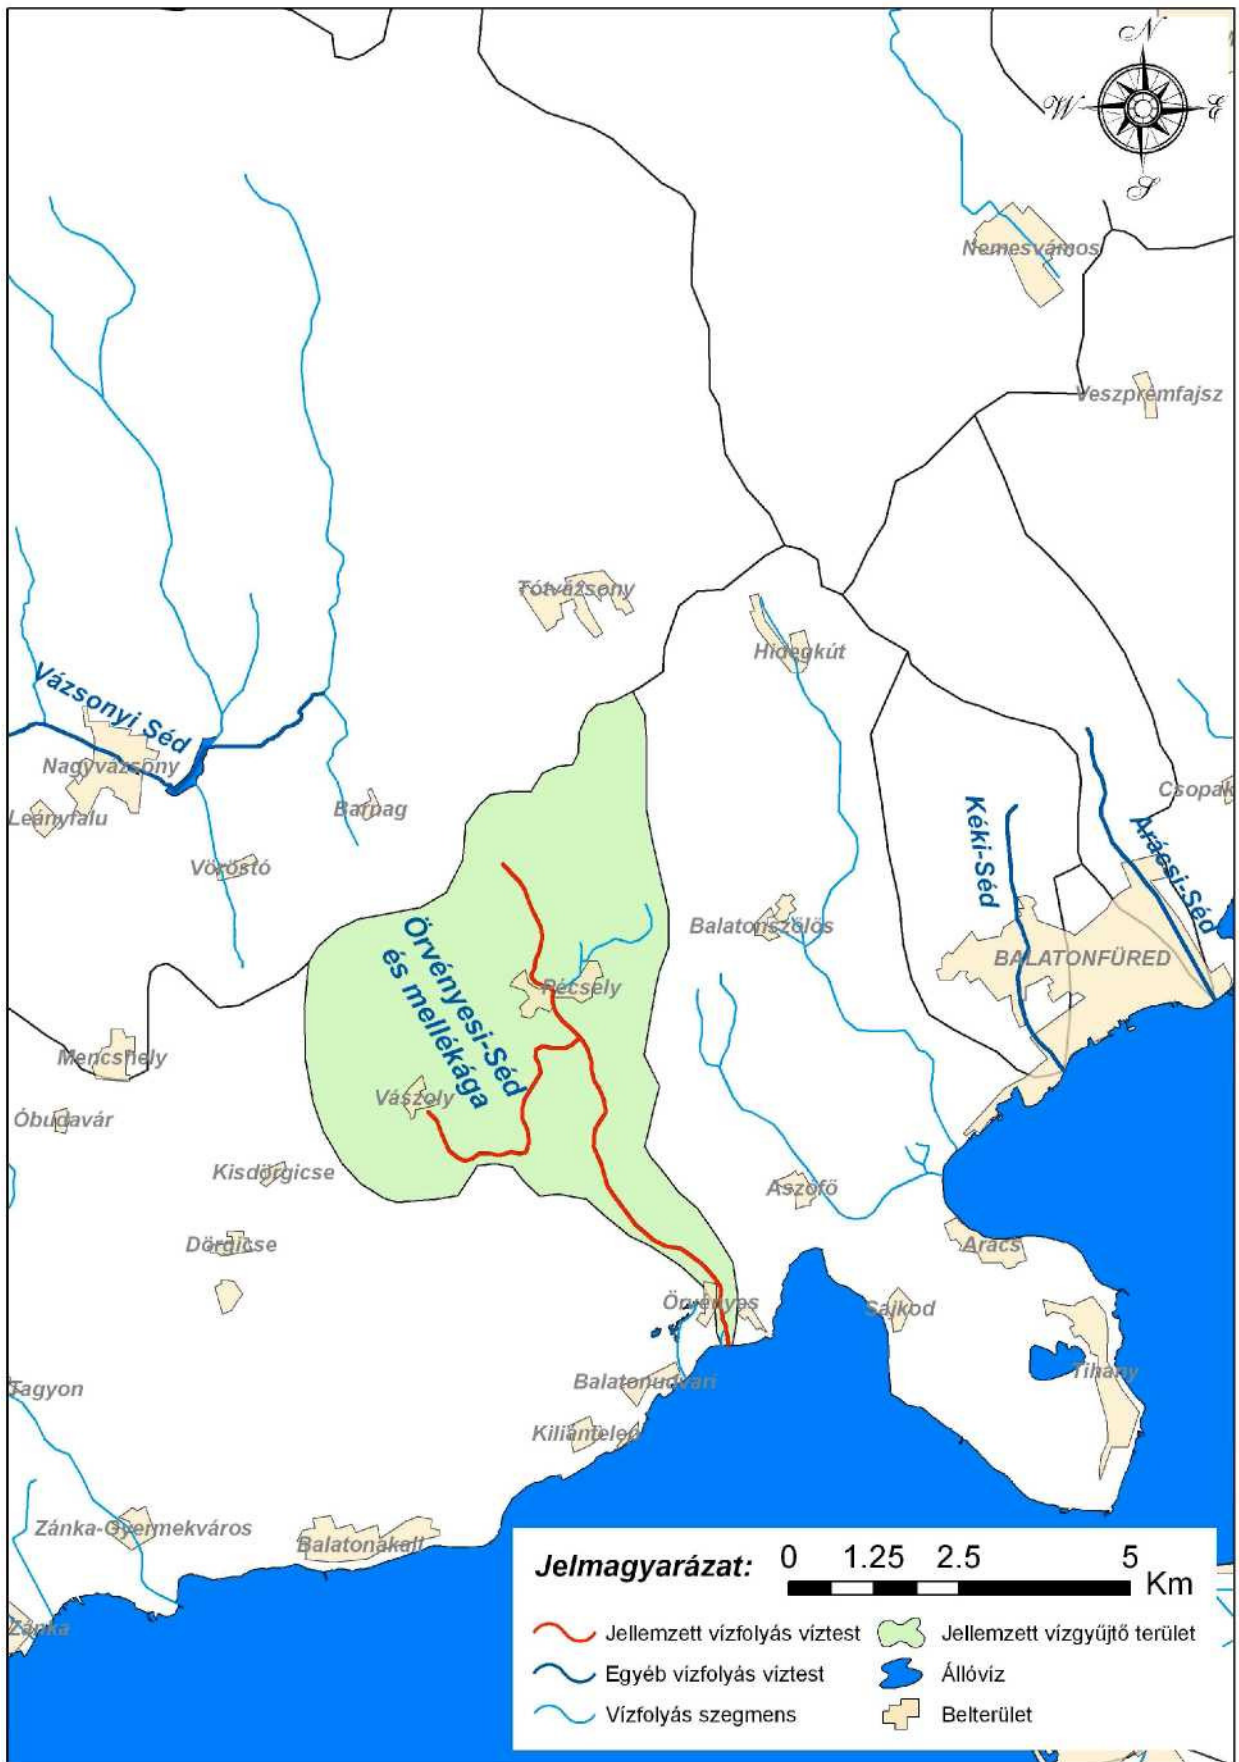 N
W
E
S
Nemesvámos
Veszprémfajsz
Tótvázsony
Hidegkút
Vázsonyi Séd
Nagyvázsony
Leányfalu
Barnag
Vöröstó
Csopak
Kéki-Séd
Arácsi-Séd
Balatonszőlős
BALATONFÜRED
Örvényesi-Séd
és mellékága
Pécsely
Mencshely
Vászoly
Óbudavár
Kisdörgicse
Aszófő
Dörgicse
Arács
Örvényes
Sajkod
Tihany
Tagyon
Balatonudvari
Kiliántelep
Zánka-Gyermekváros
Balatonakali
Zánka
Jelmagyarázat:
0 1.25 2.5 5
Km
Jellemzett vízfolyás víztest
Jellemzett vízgyűjtő terület
Egyéb vízfolyás víztest
Állóvíz
Vízfolyás szegmens
Belterület